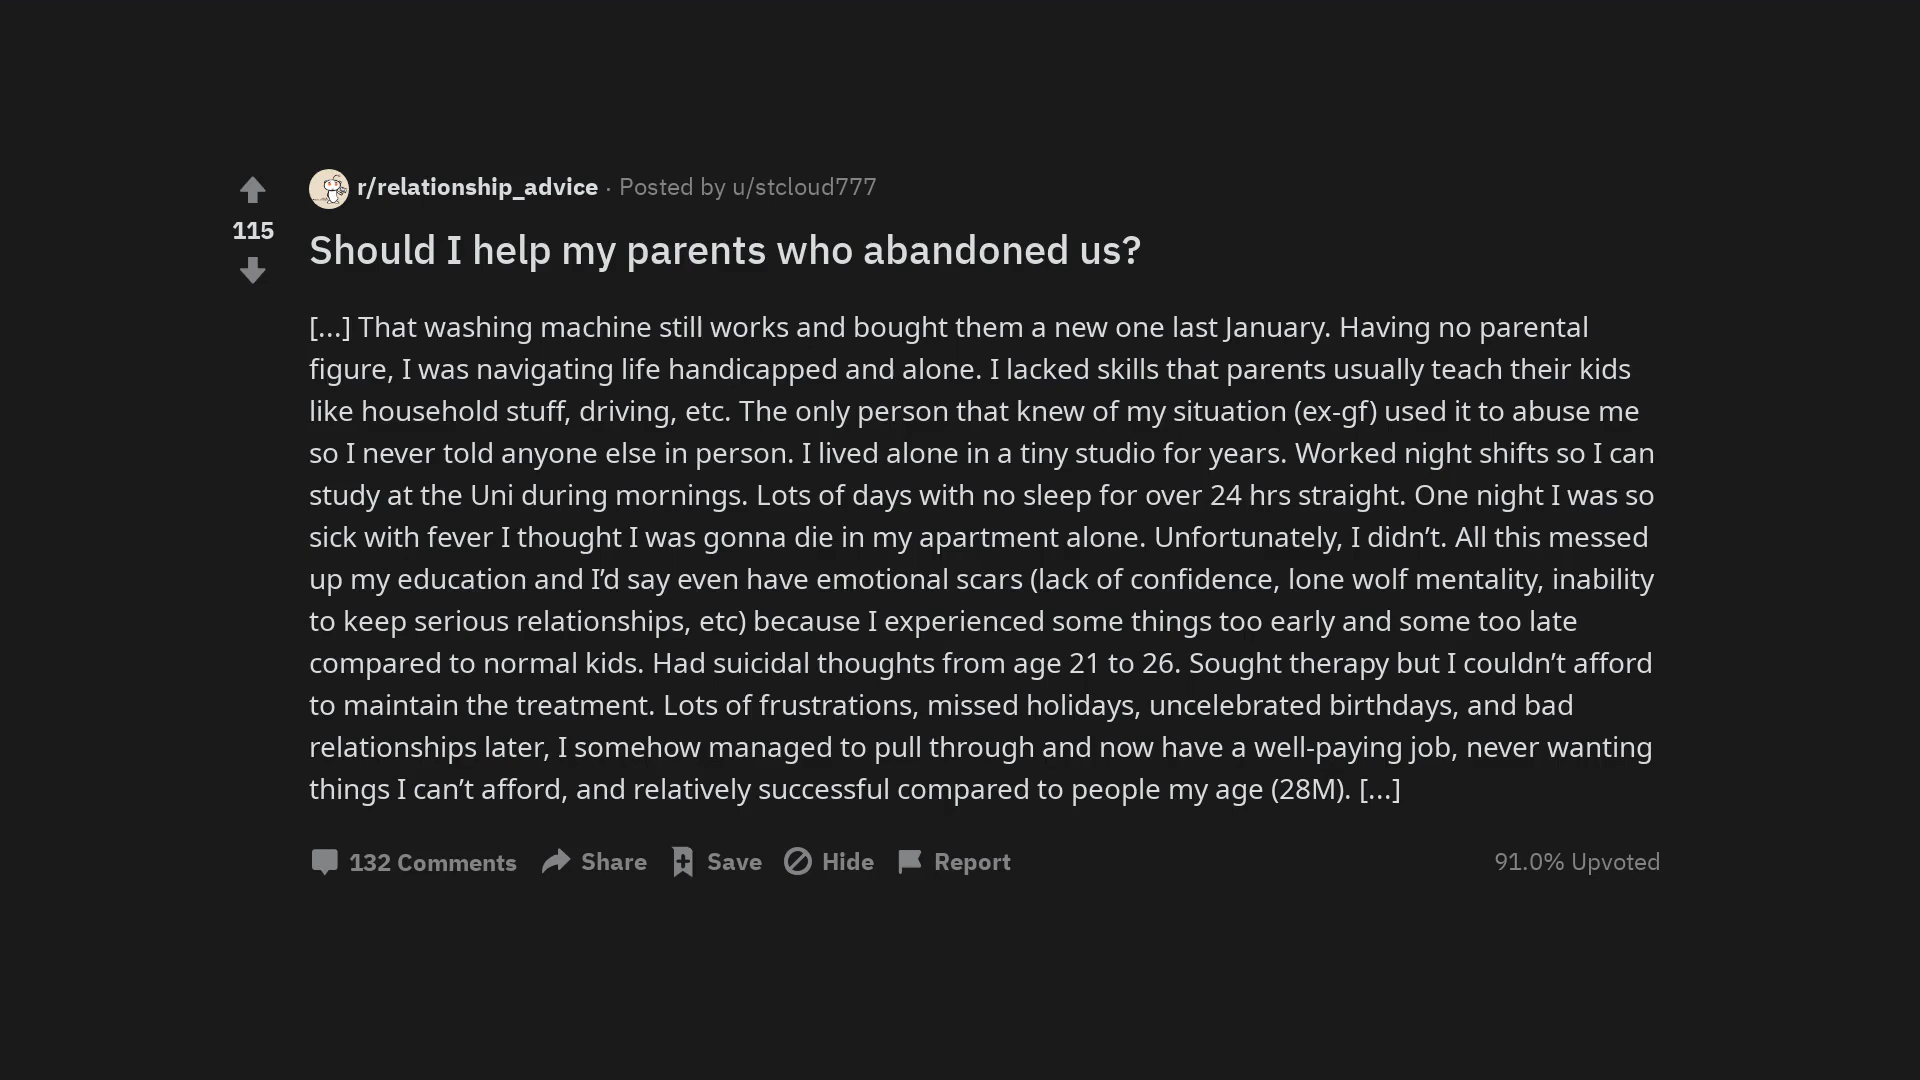 r/relationship_advice · Posted by u/stcloud777
115
Should I help my parents who abandoned us?
[...] That washing machine still works and bought them a new one last January. Having no parental
figure, I was navigating life handicapped and alone. I lacked skills that parents usually teach their kids
like household stuff, driving, etc. The only person that knew of my situation (ex-gf) used it to abuse me
so I never told anyone else in person. I lived alone in a tiny studio for years. Worked night shifts so I can
study at the Uni during mornings. Lots of days with no sleep for over 24 hrs straight. One night I was so
sick with fever I thought I was gonna die in my apartment alone. Unfortunately, I didn’t. All this messed
up my education and I’d say even have emotional scars (lack of confidence, lone wolf mentality, inability
to keep serious relationships, etc) because I experienced some things too early and some too late
compared to normal kids. Had suicidal thoughts from age 21 to 26. Sought therapy but I couldn’t afford
to maintain the treatment. Lots of frustrations, missed holidays, uncelebrated birthdays, and bad
relationships later, I somehow managed to pull through and now have a well-paying job, never wanting
things I can’t afford, and relatively successful compared to people my age (28M). [...]
132 Comments Share Save Hide Report 91.0% Upvoted